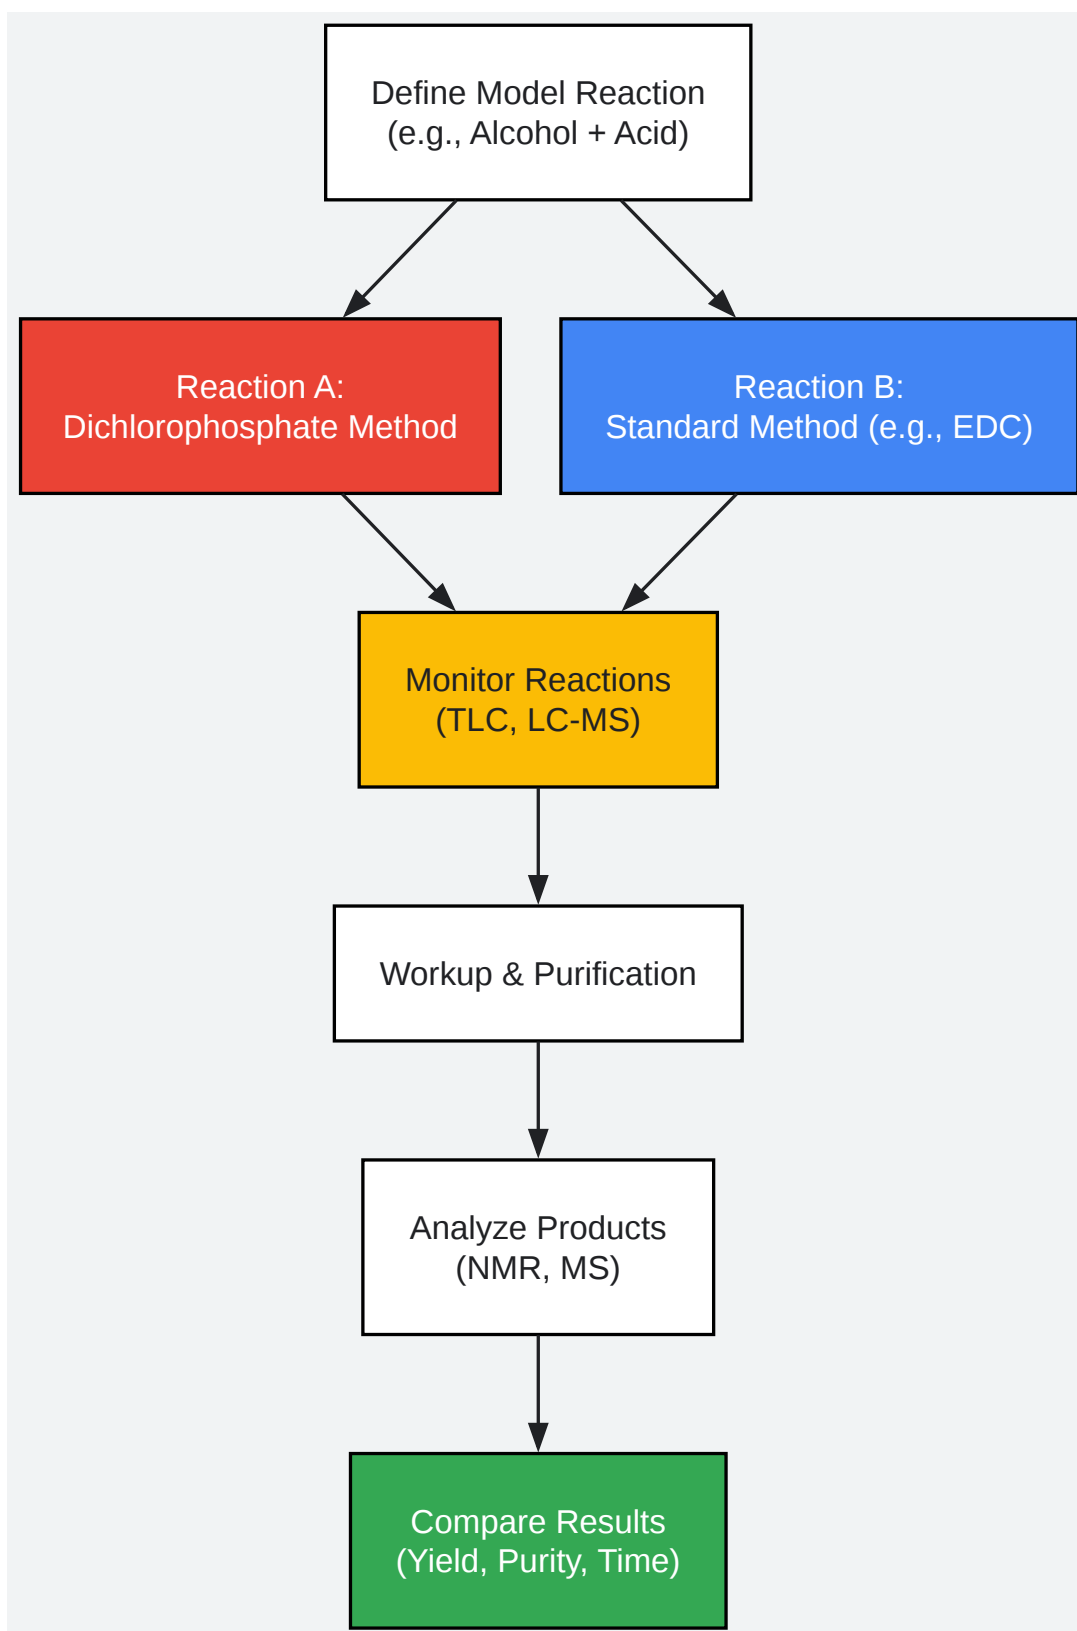 Define Model Reaction
(e.g., Alcohol + Acid)
Reaction A:
Dichlorophosphate Method
Reaction B:
Standard Method (e.g., EDC)
Monitor Reactions
(TLC, LC-MS)
Workup & Purification
Analyze Products
(NMR, MS)
Compare Results
(Yield, Purity, Time)